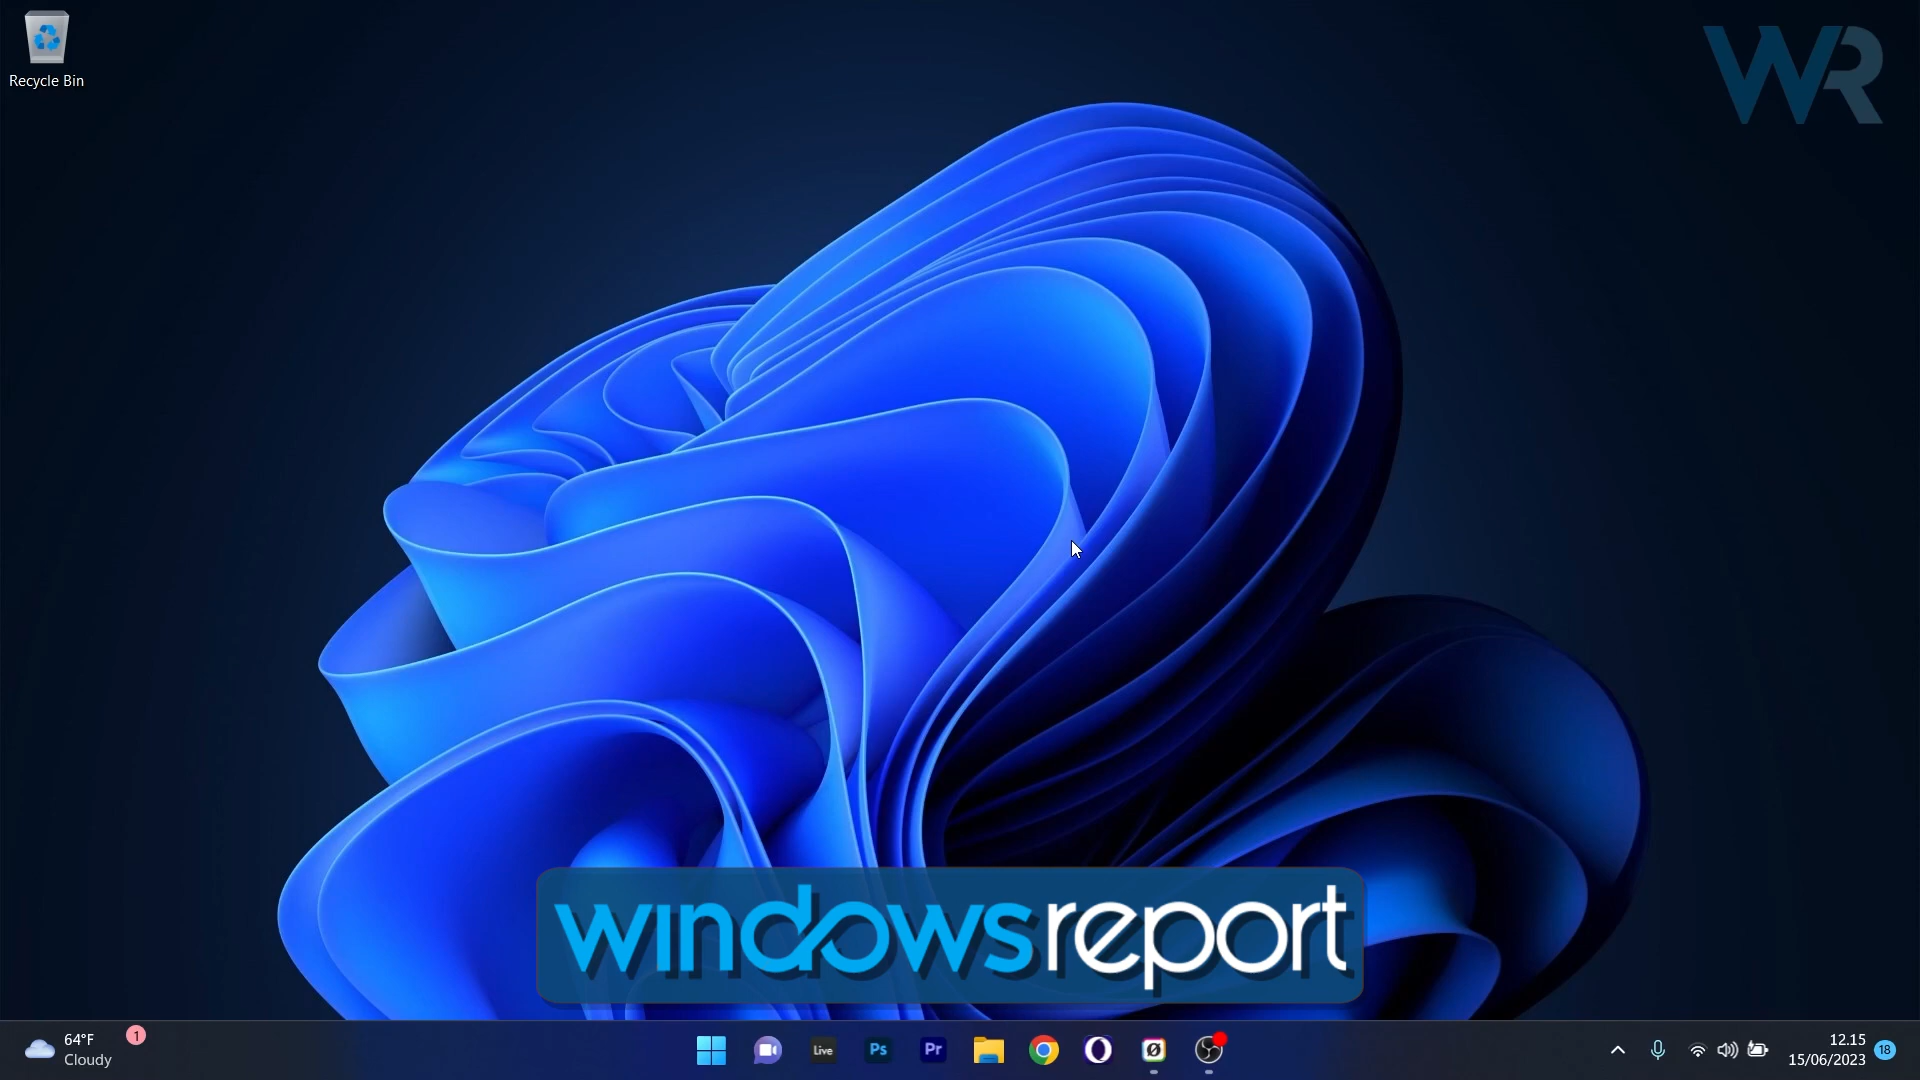 Recycle Bin
WR
windowsreport
64°F
Cloudy
1
Live
Ps
Pr
12.15
15/06/2023
18